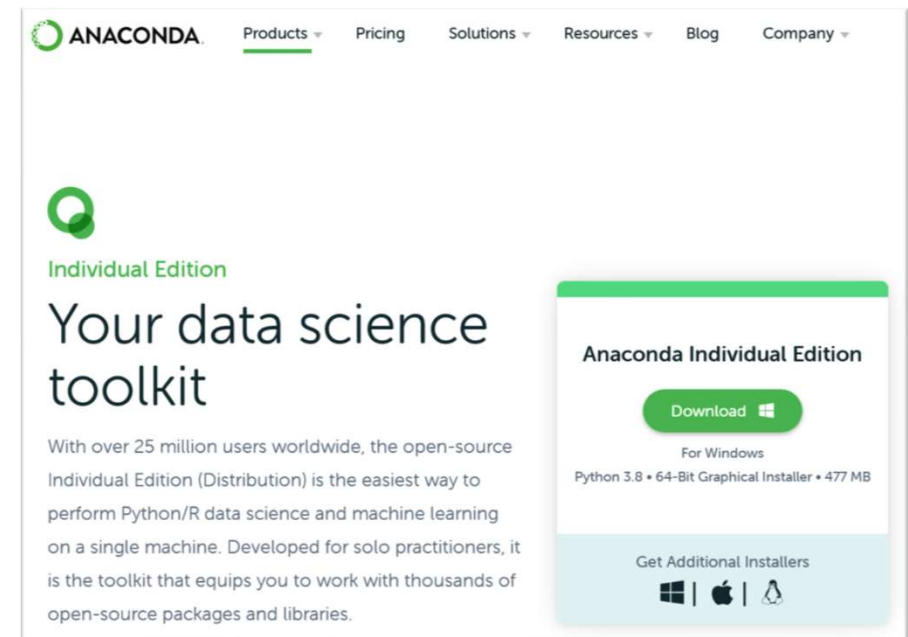 ANACONDA. Products Pricing Solutions Resources Blog Company
Individual Edition
Your data science
toolkit
With over 25 million users worldwide, the open-source
Individual Edition (Distribution) is the easiest way to
perform Python/R data science and machine learning
on a single machine. Developed for solo practitioners, it
is the toolkit that equips you to work with thousands of
open-source packages and libraries.
Anaconda Individual Edition
Download
For Windows
Python 3.8 • 64-Bit Graphical Installer • 477 MB
Get Additional Installers